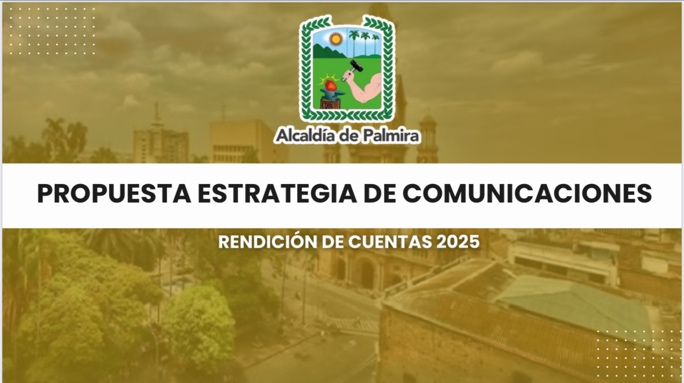 Alcaldía de Palmira
PROPUESTA ESTRATEGIA DE COMUNICACIONES
RENDICIÓN DE CUENTAS 2025